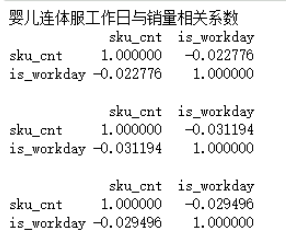 婴儿连体服工作日与销量相关系数
sku_cnt is_workday
sku_cnt 1.000000 -0.022776
is_workday -0.022776 1.000000
sku_cnt is_workday
sku_cnt 1.000000 -0.031194
is_workday -0.031194 1.000000
sku_cnt is_workday
sku_cnt 1.000000 -0.029496
is_workday -0.029496 1.000000